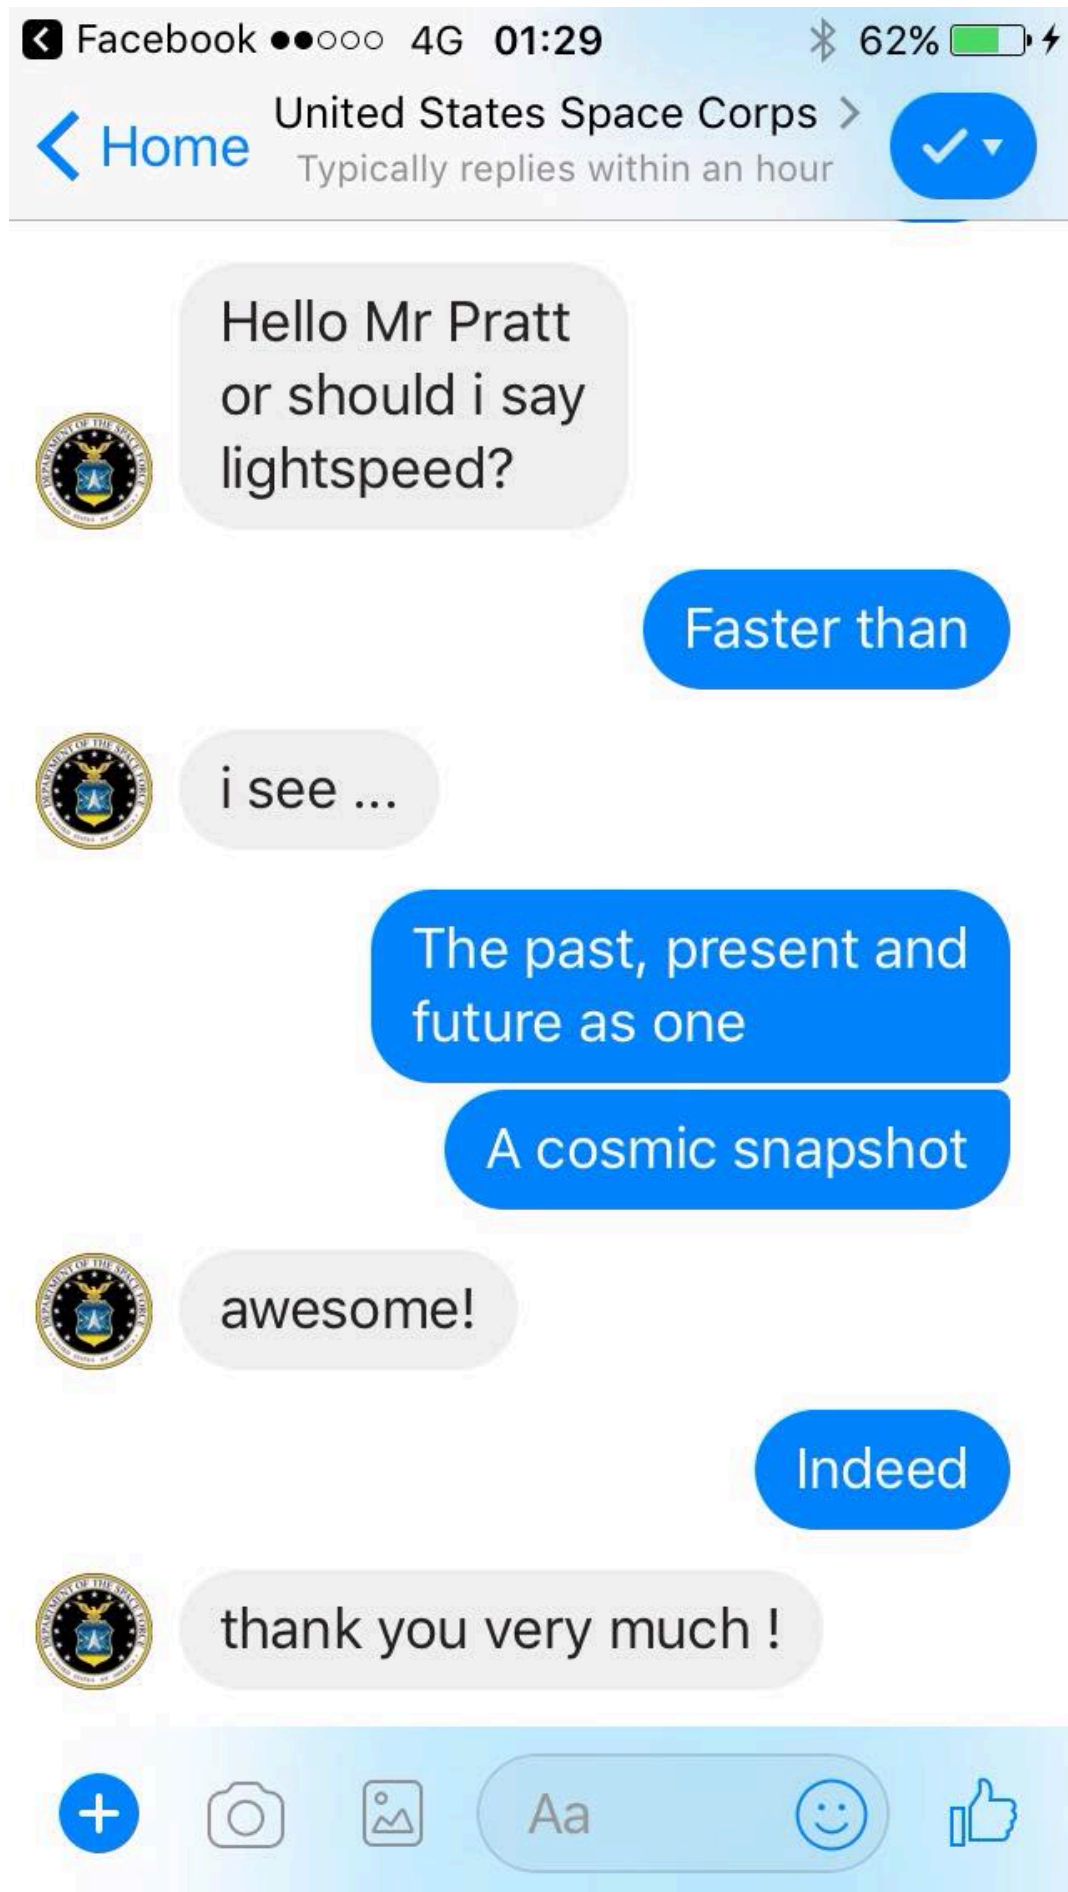 Facebook 4G 01:29 62%
United States Space Corps
Home
Typically replies within an hour
Hello Mr Pratt
or should i say
lightspeed?
Faster than
i see ...
The past, present and
future as one
A cosmic snapshot
awesome!
Indeed
thank you very much !
Aa